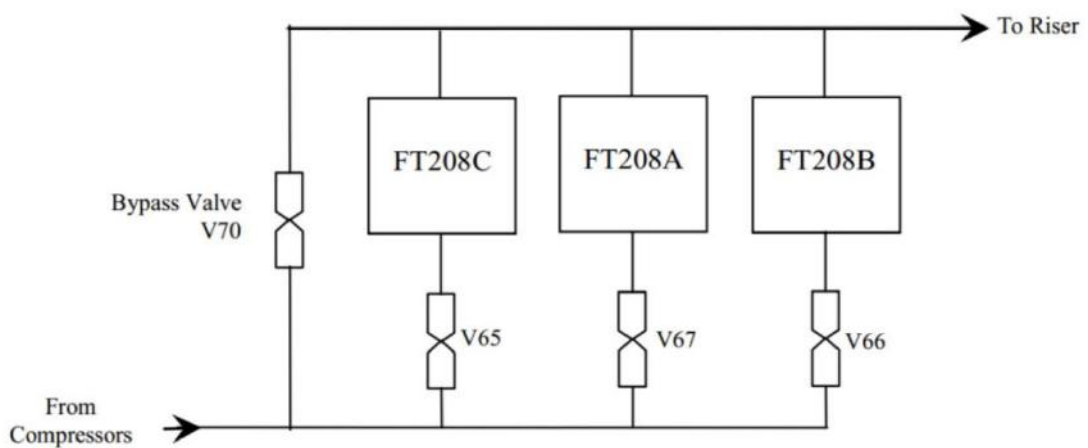 To Riser
FT208C
FT208A
FT208B
Bypass Valve
V70
V65
V67
V66
From
Compressors